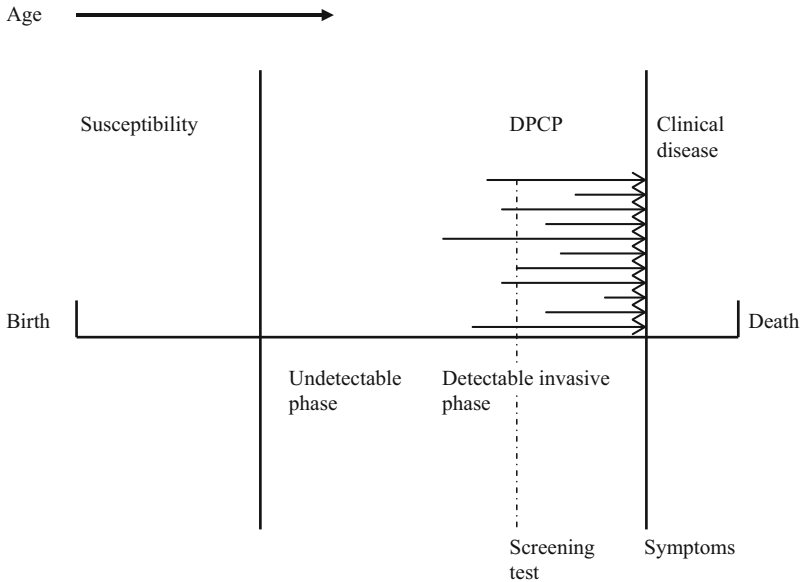 Age
Susceptibility
DPCP
Clinical
disease
Birth
Death
Undetectable
phase
Detectable invasive
phase
Screening
test
Symptoms